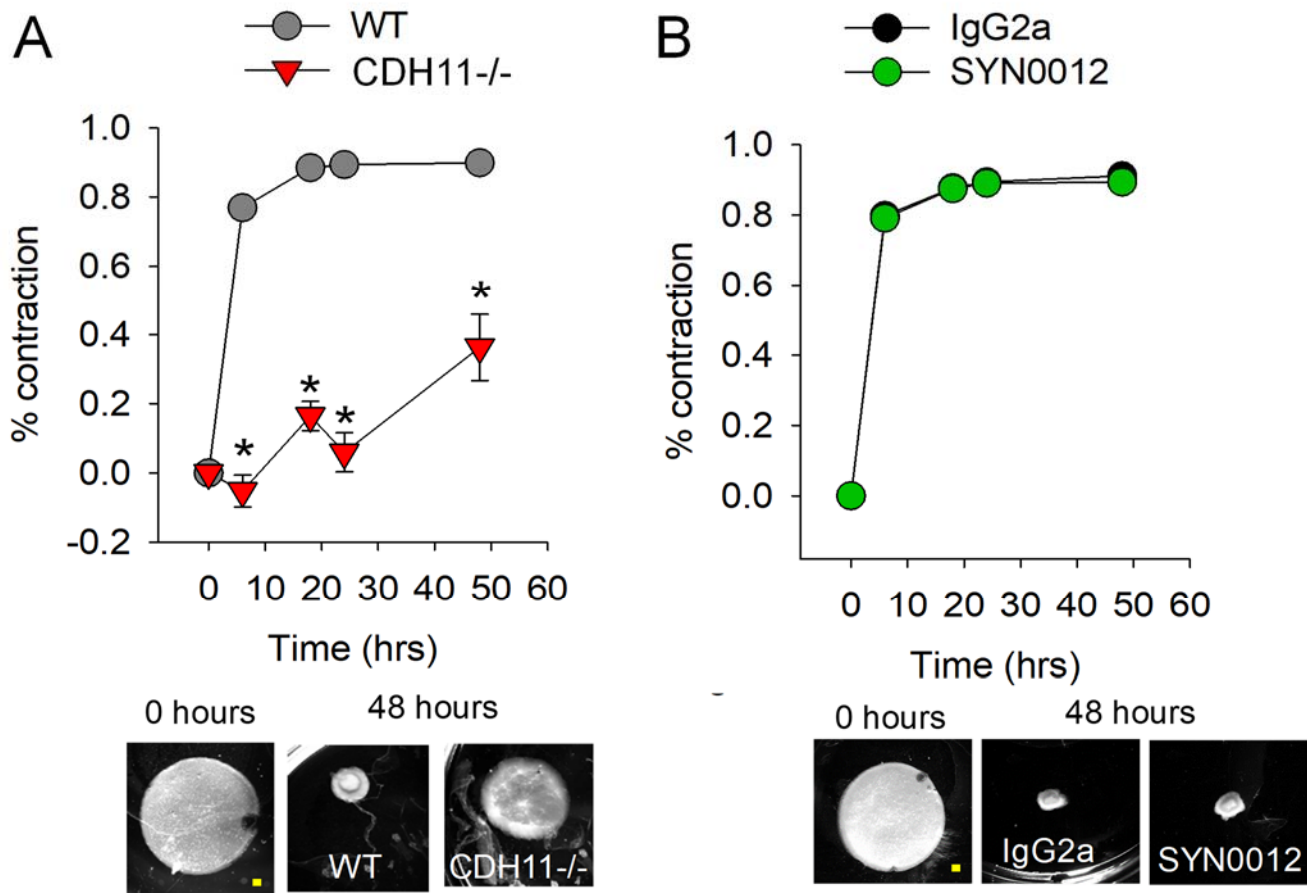 A
WT
CDH11-/-
1.0
0.8
0.6
0.4
0.2
0.0
-0.2
% contraction
*
*
*
*
0 10 20 30 40 50 60
Time (hrs)
0 hours
48 hours
WT
CDH11-/-
B
IgG2a
SYN0012
1.0
0.8
0.6
0.4
0.2
0.0
% contraction
0 10 20 30 40 50 60
Time (hrs)
0 hours
48 hours
IgG2a
SYN0012